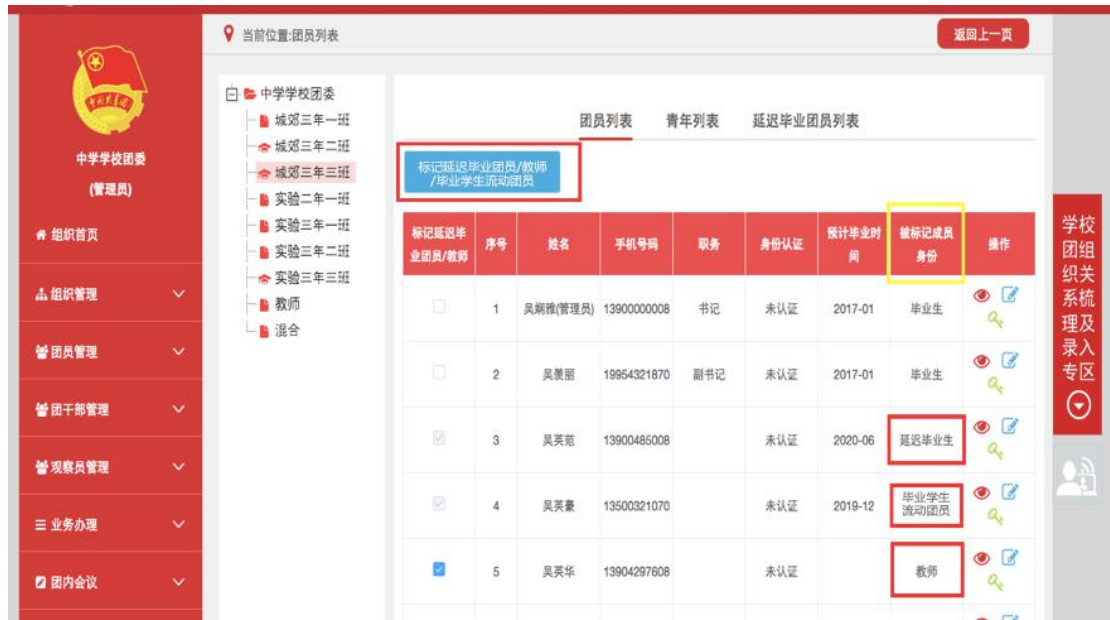 当前位置:团员列表
返回上一页
中学学校团委
(管理员)
组织首页
组织管理
团员管理
团干部管理
观察员管理
业务办理
团内会议
中学学校团委
城郊三年一班
城郊三年二班
城郊三年三班
实验二年一班
实验三年一班
实验三年二班
实验三年三班
教师
混合
团员列表 青年列表 延迟毕业团员列表
标记延迟毕业团员/教师
/毕业学生流动团员
标记延迟毕
业团员/教师
序号 姓名 手机号码 职务 身份认证
预计毕业时
间
被标记成员
身份
操作
1 吴娴雅(管理员) 13900000008 书记 未认证 2017-01 毕业生
2 吴羡丽 19954321870 副书记 未认证 2017-01 毕业生
3 吴英范 13900485008 未认证 2020-06 延迟毕业生
4 吴英豪 13500321070 未认证 2019-12 毕业学生
流动团员
5 吴英华 13904297608 未认证 教师
学校
团组
织关
系梳
理及
录入
专区